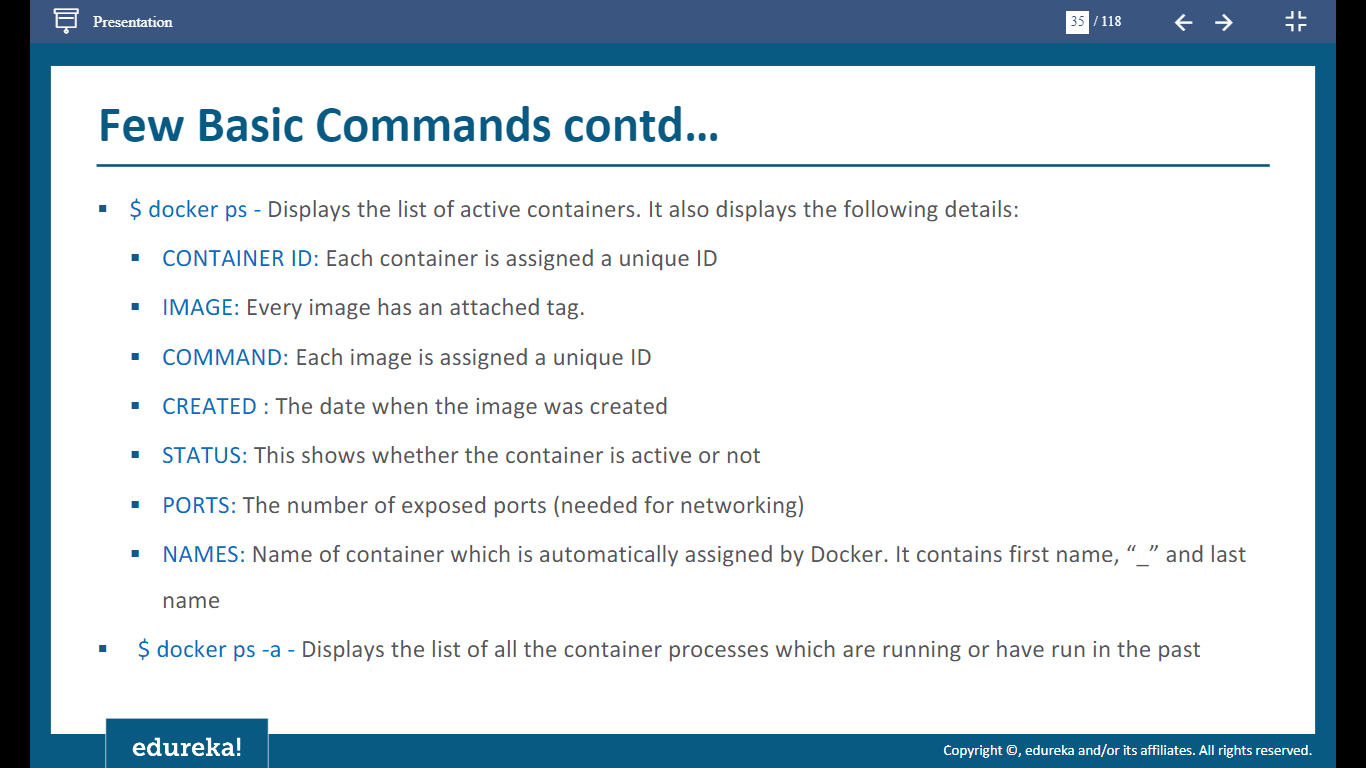 Presentation
35 / 118
Few Basic Commands contd…
$ docker ps - Displays the list of active containers. It also displays the following details:
CONTAINER ID: Each container is assigned a unique ID
IMAGE: Every image has an attached tag.
COMMAND: Each image is assigned a unique ID
CREATED : The date when the image was created
STATUS: This shows whether the container is active or not
PORTS: The number of exposed ports (needed for networking)
NAMES: Name of container which is automatically assigned by Docker. It contains first name, “_” and last
name
$ docker ps -a - Displays the list of all the container processes which are running or have run in the past
edureka!
Copyright ©, edureka and/or its affiliates. All rights reserved.